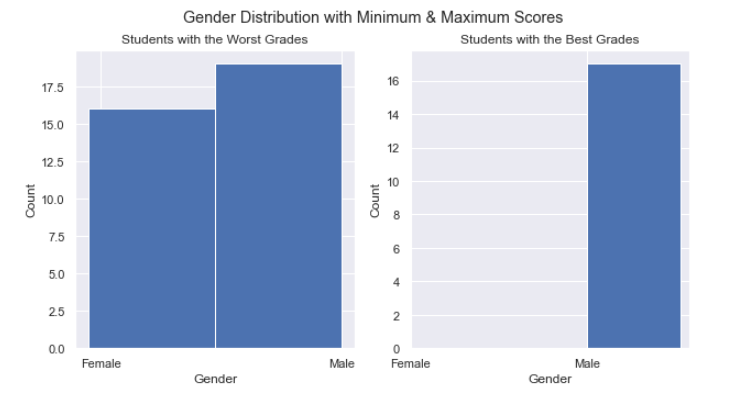 Gender Distribution with Minimum & Maximum Scores
Students with the Worst Grades
Students with the Best Grades
Count
17.5
15.0
12.5
10.0
7.5
5.0
2.5
0.0
Female
Male
Gender
Count
16
14
12
10
8
6
4
2
0
Female
Male
Gender